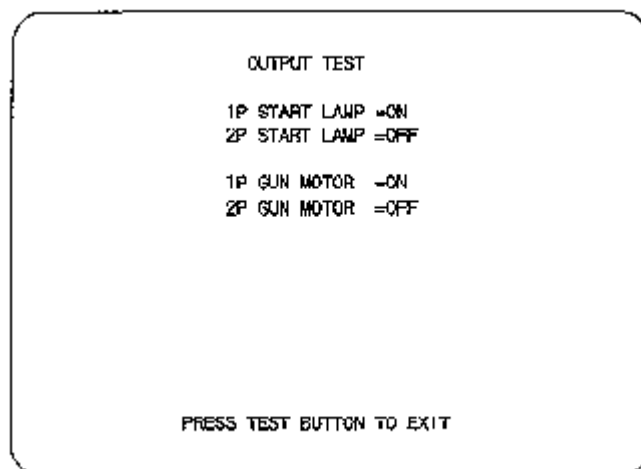 OUTPUT TEST
1P START LAMP =ON
2P START LAMP =OFF
1P GUN MOTOR =ON
2P GUN MOTOR =OFF
PRESS TEST BUTTON TO EXIT